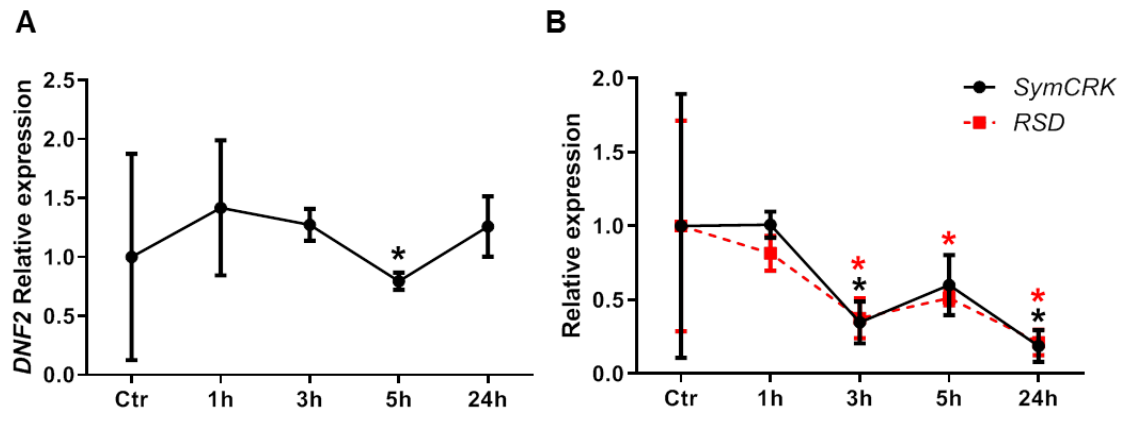 A
DNF2 Relative expression
2.5
2.0
1.5
1.0
0.5
0.0
*
Ctr 1h 3h 5h 24h
B
Relative expression
2.0
1.5
1.0
0.5
0.0
SymCRK
RSD
* * *
* *
Ctr 1h 3h 5h 24h